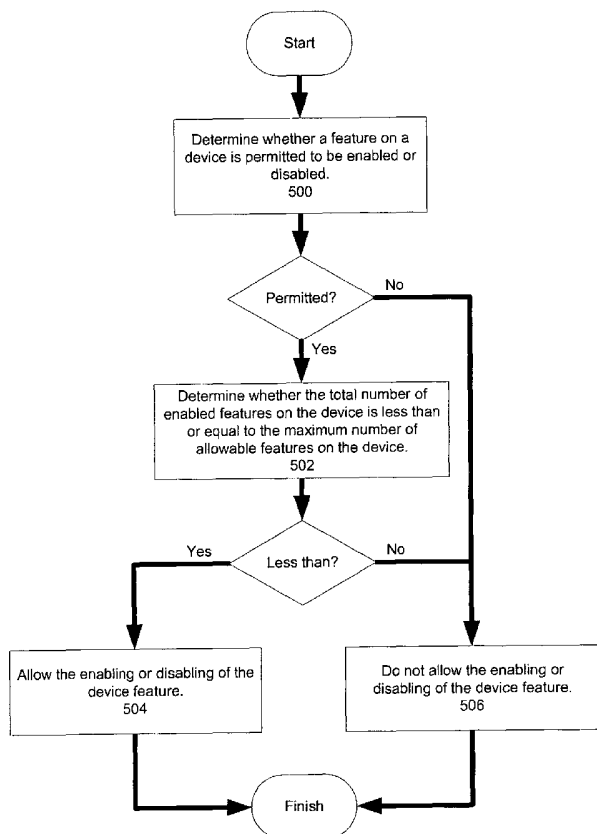 Start
Determine whether a feature on a
device is permitted to be enabled or
disabled.
500
Permitted?
No
Yes
Determine whether the total number of
enabled features on the device is less than
or equal to the maximum number of
allowable features on the device.
502
Yes
Less than?
No
Allow the enabling or disabling of the
device feature.
504
Do not allow the enabling or
disabling of the device feature.
506
Finish